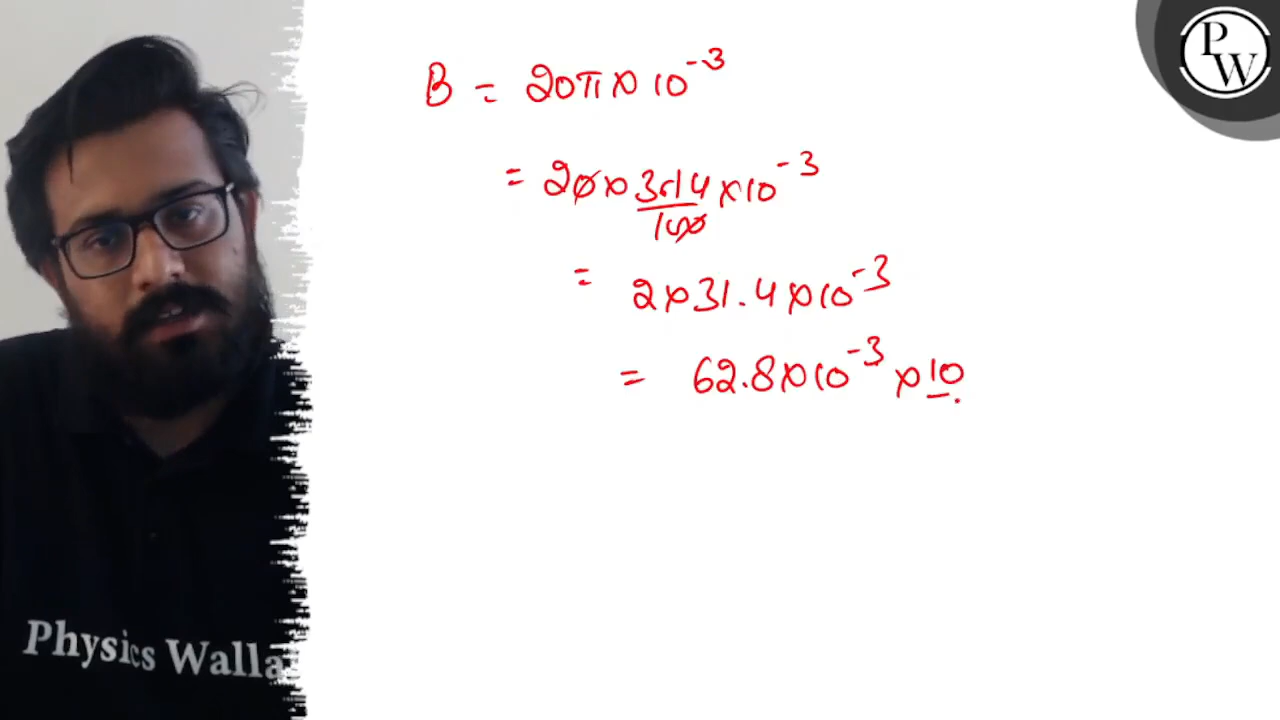 B = 20π × 10⁻³
= 20 × 3.14/100 × 10⁻³
= 2 × 31.4 × 10⁻³
= 62.8 × 10⁻³ × 10
PW
Physics Walla